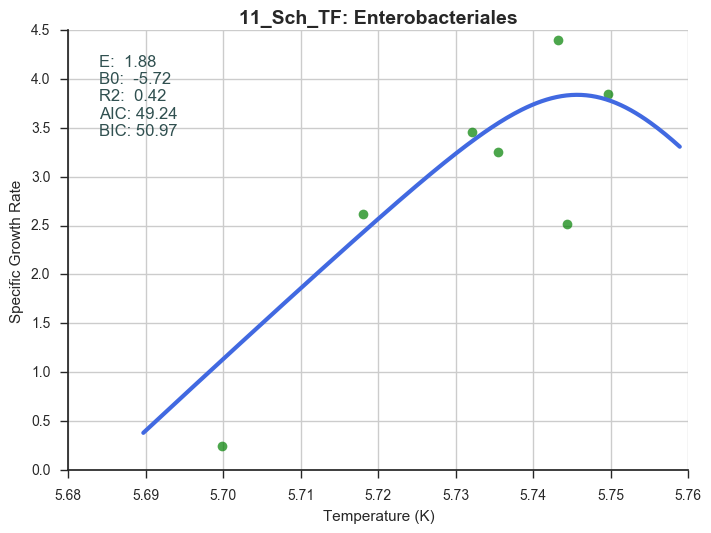 11_Sch_TF: Enterobacteriales
E:  1.88
B0:  -5.72
R2:  0.42
AIC: 49.24
BIC: 50.97
Specific Growth Rate
4.5
4.0
3.5
3.0
2.5
2.0
1.5
1.0
0.5
0.0
5.68 5.69 5.70 5.71 5.72 5.73 5.74 5.75 5.76
Temperature (K)